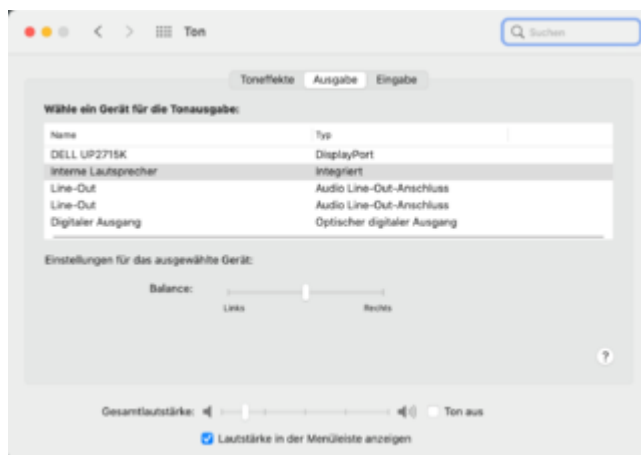 Ton
Suchen
Toneffekte Ausgabe Eingabe
Wähle ein Gerät für die Tonausgabe:
Name Typ
DELL UP2715K DisplayPort
Interne Lautsprecher Integriert
Line-Out Audio Line-Out-Anschluss
Line-Out Audio Line-Out-Anschluss
Digitaler Ausgang Optischer digitaler Ausgang
Einstellungen für das ausgewählte Gerät:
Balance:
Links Rechts
?
Gesamtlautstärke: Ton aus
Lautstärke in der Menüleiste anzeigen